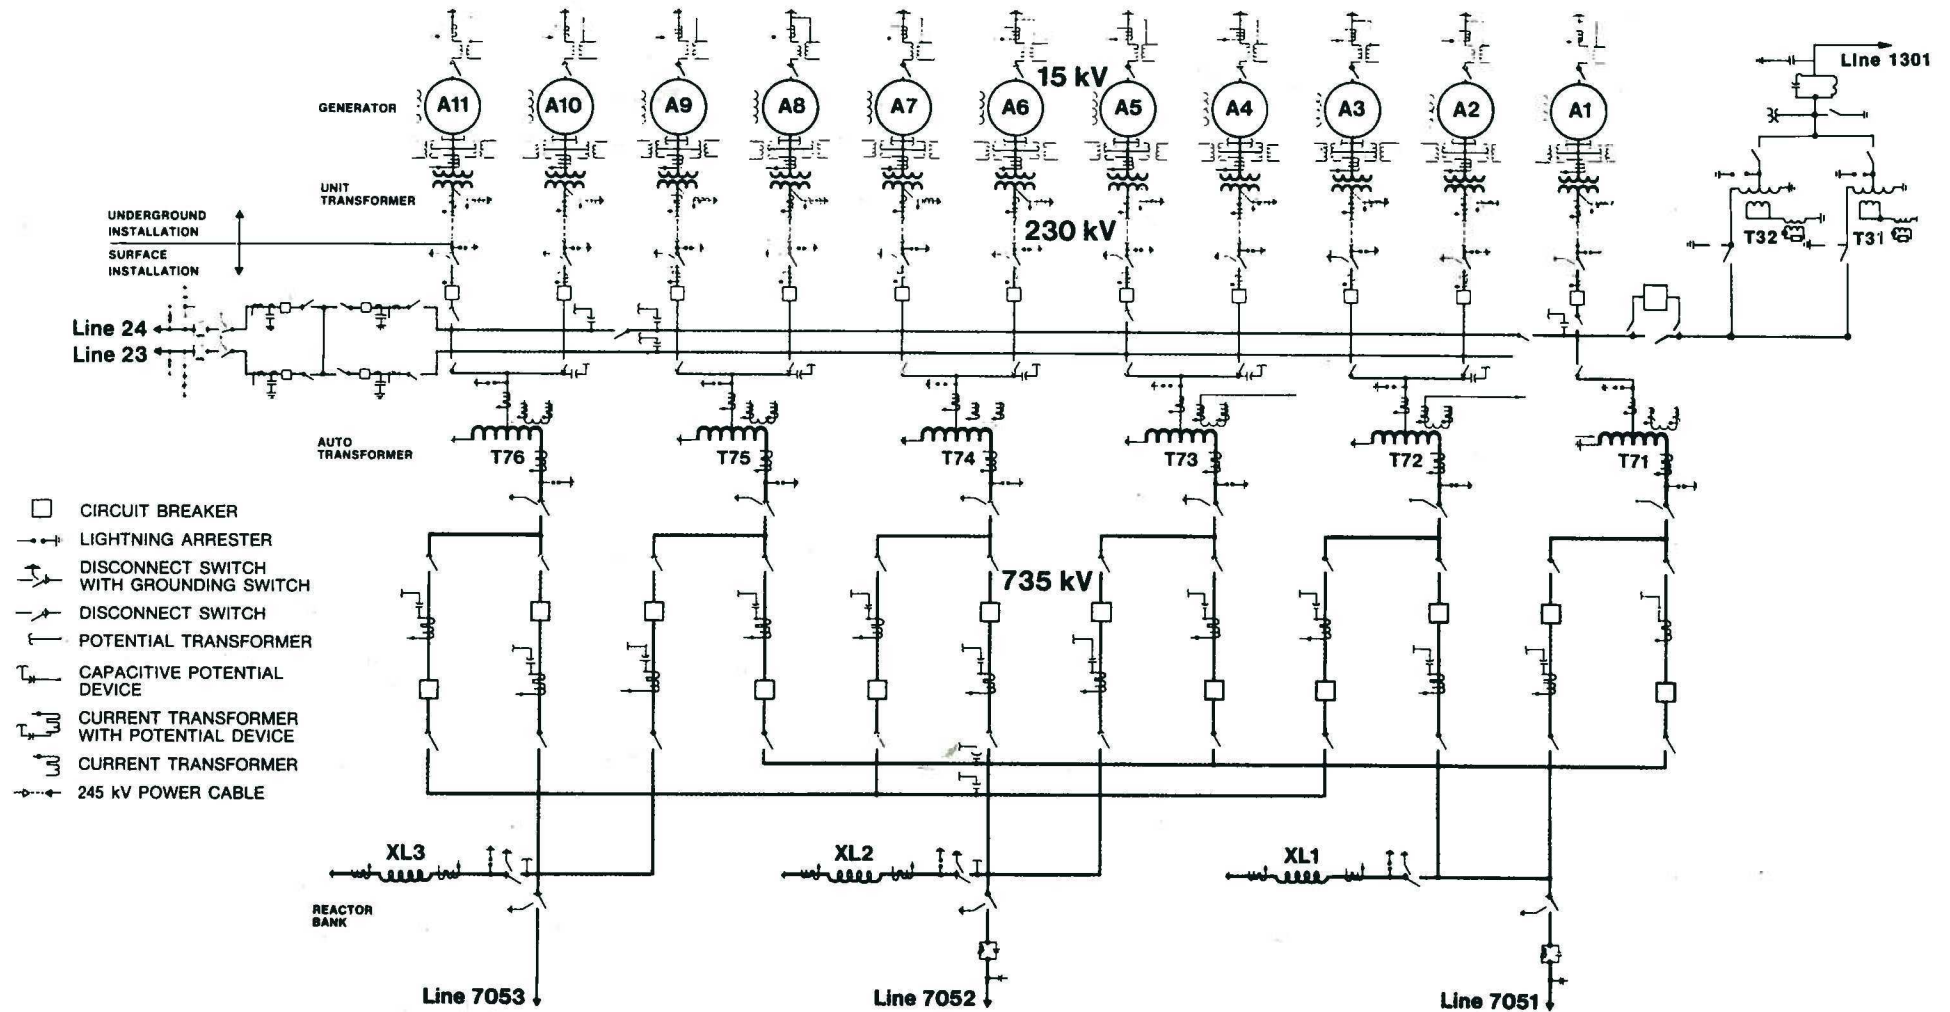 GENERATOR
A11
A10
A9
A8
A7
A6
15 kV
A5
A4
A3
A2
A1
Line 1301
UNIT
TRANSFORMER
230 kV
T32
T31
UNDERGROUND
INSTALLATION
SURFACE
INSTALLATION
Line 24
Line 23
AUTO
TRANSFORMER
T76
T75
T74
T73
T72
T71
735 kV
CIRCUIT BREAKER
LIGHTNING ARRESTER
DISCONNECT SWITCH
WITH GROUNDING SWITCH
DISCONNECT SWITCH
POTENTIAL TRANSFORMER
CAPACITIVE POTENTIAL
DEVICE
CURRENT TRANSFORMER
WITH POTENTIAL DEVICE
CURRENT TRANSFORMER
245 kV POWER CABLE
XL3
XL2
XL1
REACTOR
BANK
Line 7053
Line 7052
Line 7051